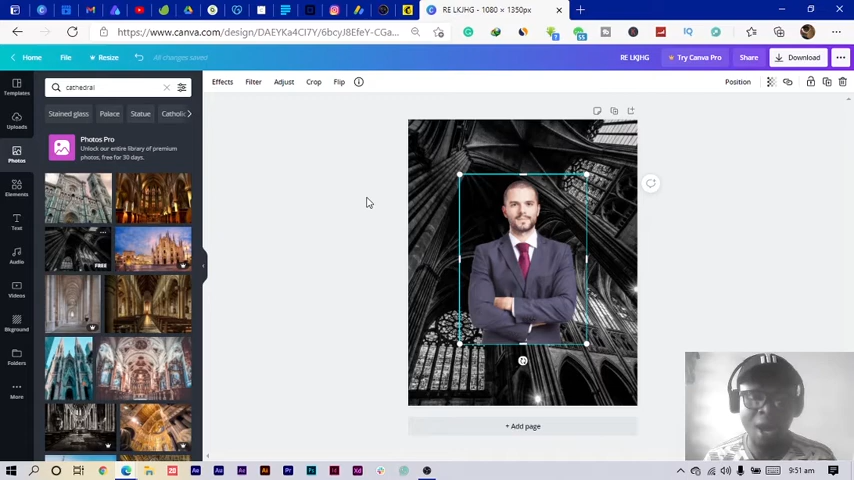 RE LKJHG - 1080 × 1350px
https://www.canva.com/design/DAEYKa4CI7Y/6bcyJ8EfeY-CGa...
Home
File
Resize
All changes saved
RE LKJHG
Try Canva Pro
Share
Download
Templates
cathedral
Effects
Filter
Adjust
Crop
Flip
Position
Stained glass
Palace
Statue
Catholi
Uploads
Photos Pro
Unlock our entire library of premium
photos, free for 30 days.
Photos
Elements
Text
FREE
Audio
Videos
Bkground
Folders
More
+ Add page
9:51 am